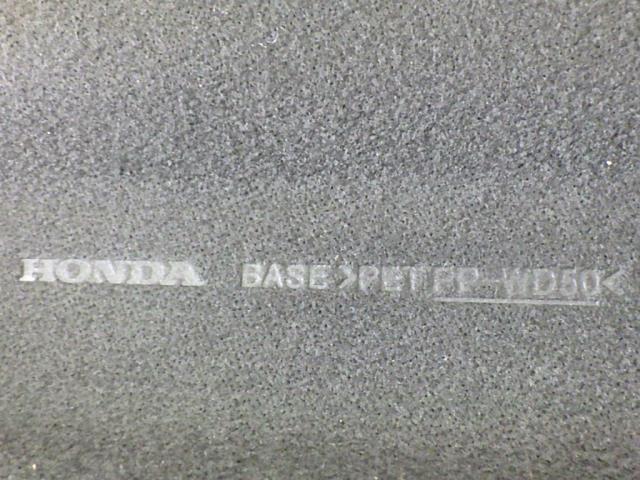 HONDA BASE >PET PP-WD50<